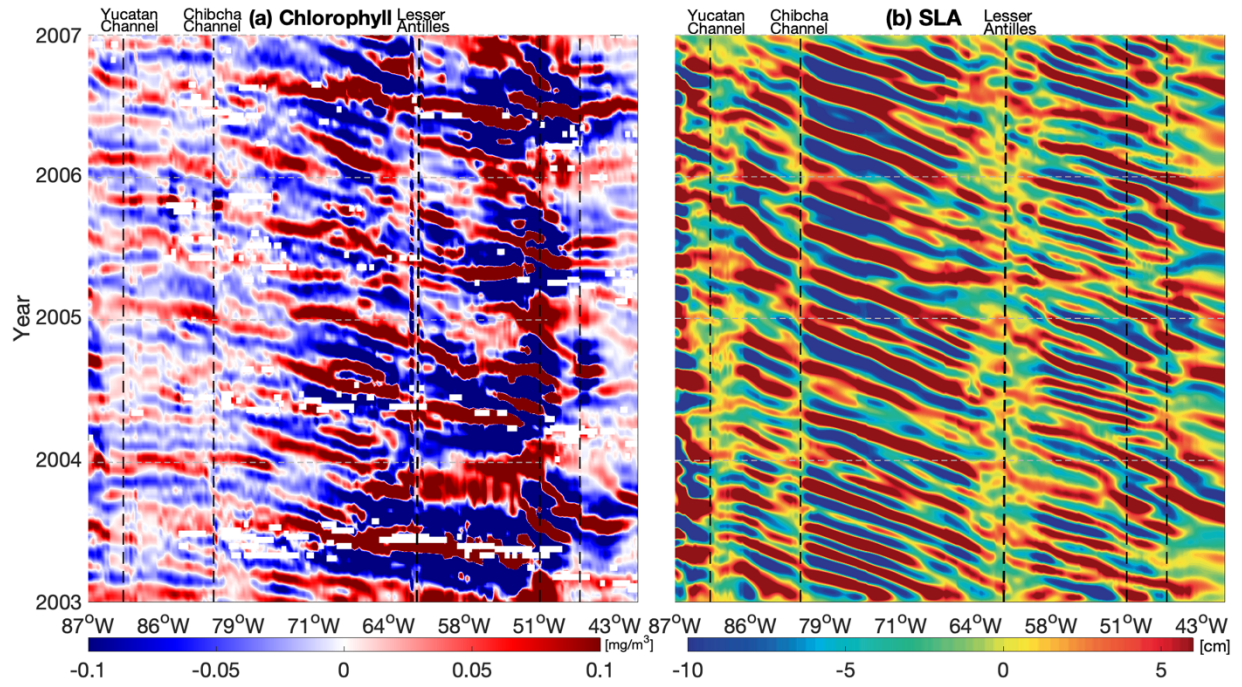 Yucatan Channel
Chibcha Channel
(a) Chlorophyll
Lesser Antilles
Yucatan Channel
Chibcha Channel
(b) SLA
Lesser Antilles
Year
2007
2006
2005
2004
2003
87°W 86°W 79°W 71°W 64°W 58°W 51°W 43°W
87°W 86°W 79°W 71°W 64°W 58°W 51°W 43°W
[mg/m³]
-0.1 -0.05 0 0.05 0.1
[cm]
-10 -5 0 5